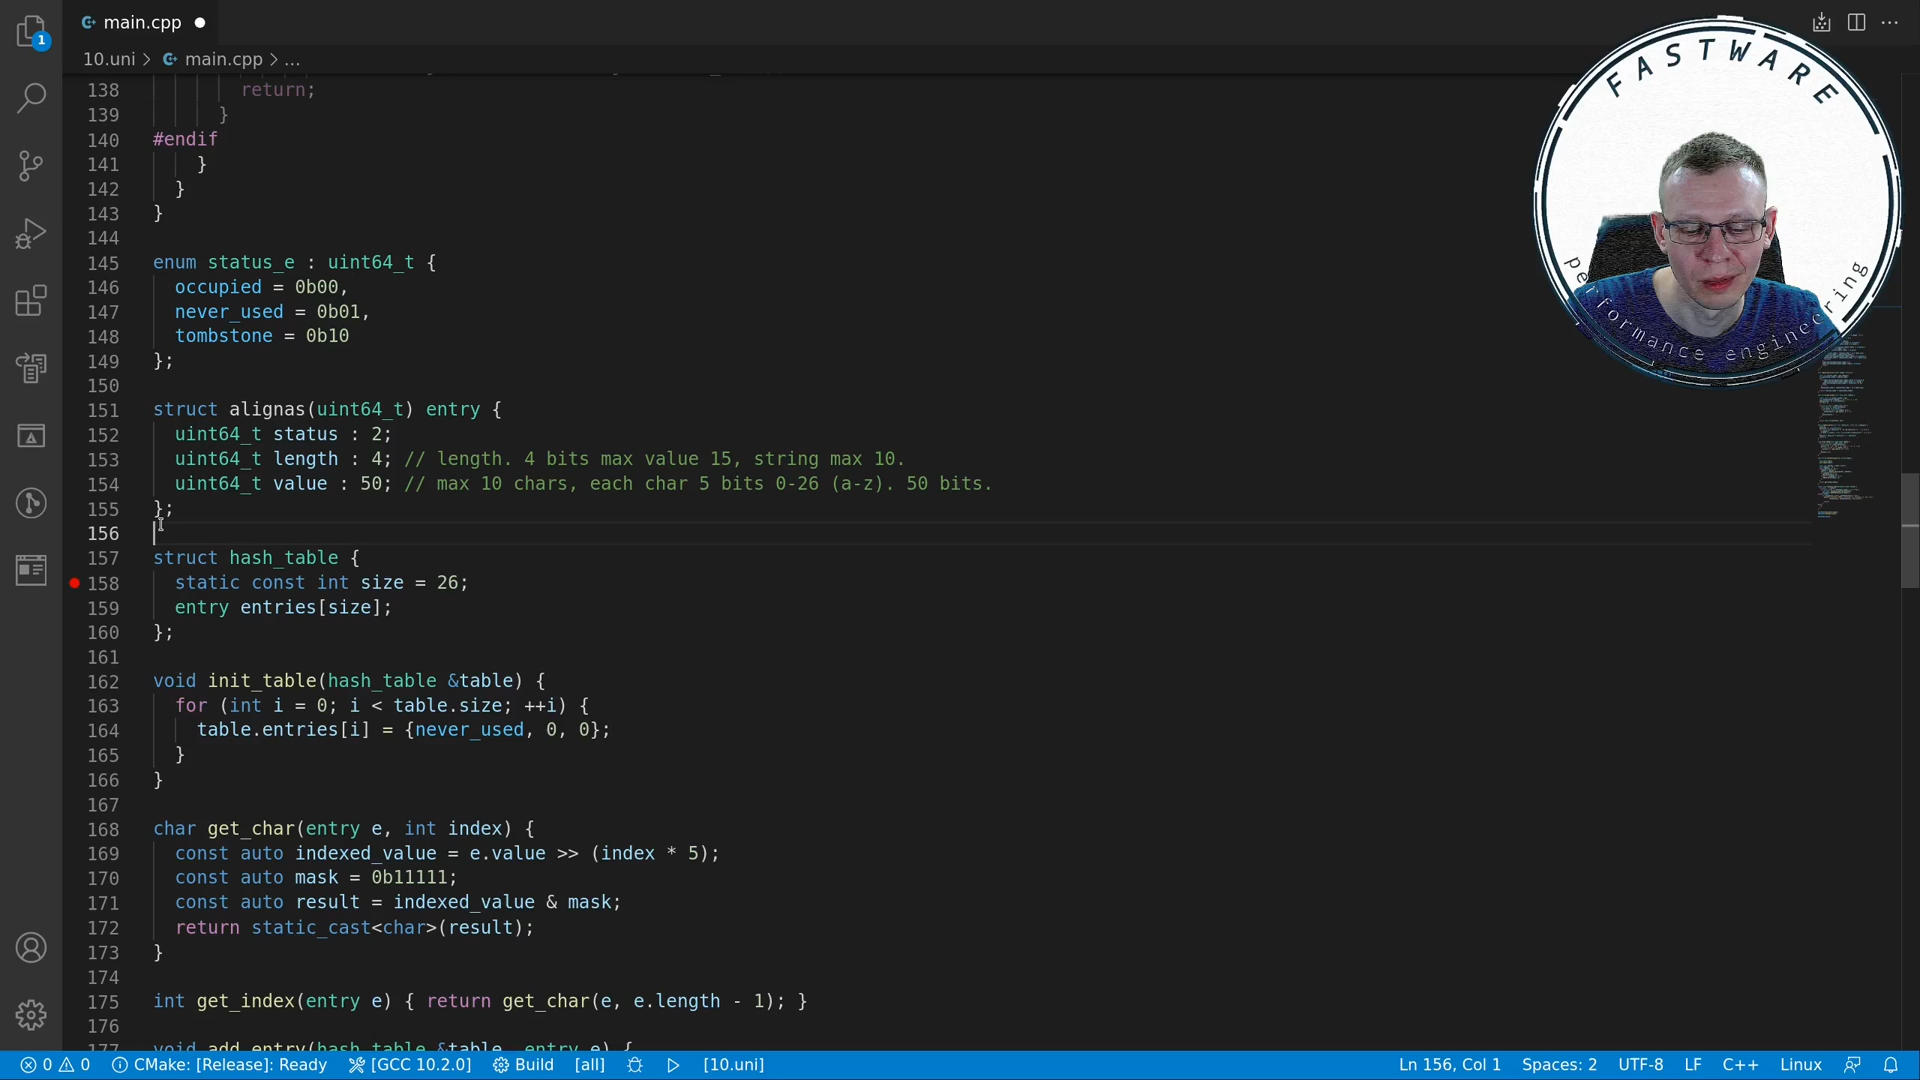 main.cpp
10.uni > main.cpp > ...
138 return;
139 }
140 #endif
141 }
142 }
143 }
144
145 enum status_e : uint64_t {
146 occupied = 0b00,
147 never_used = 0b01,
148 tombstone = 0b10
149 };
150
151 struct alignas(uint64_t) entry {
152 uint64_t status : 2;
153 uint64_t length : 4; // length. 4 bits max value 15, string max 10.
154 uint64_t value : 50; // max 10 chars, each char 5 bits 0-26 (a-z). 50 bits.
155 };
156
157 struct hash_table {
158 static const int size = 26;
159 entry entries[size];
160 };
161
162 void init_table(hash_table &table) {
163 for (int i = 0; i < table.size; ++i) {
164 table.entries[i] = {never_used, 0, 0};
165 }
166 }
167
168 char get_char(entry e, int index) {
169 const auto indexed_value = e.value >> (index * 5);
170 const auto mask = 0b11111;
171 const auto result = indexed_value & mask;
172 return static_cast<char>(result);
173 }
174
175 int get_index(entry e) { return get_char(e, e.length - 1); }
176
177 void add_entry(hash_table &table, entry e) {
FASTWARE
performance engineering
1
0 0 CMake: [Release]: Ready [GCC 10.2.0] Build [all] [10.uni] Ln 156, Col 1 Spaces: 2 UTF-8 LF C++ Linux